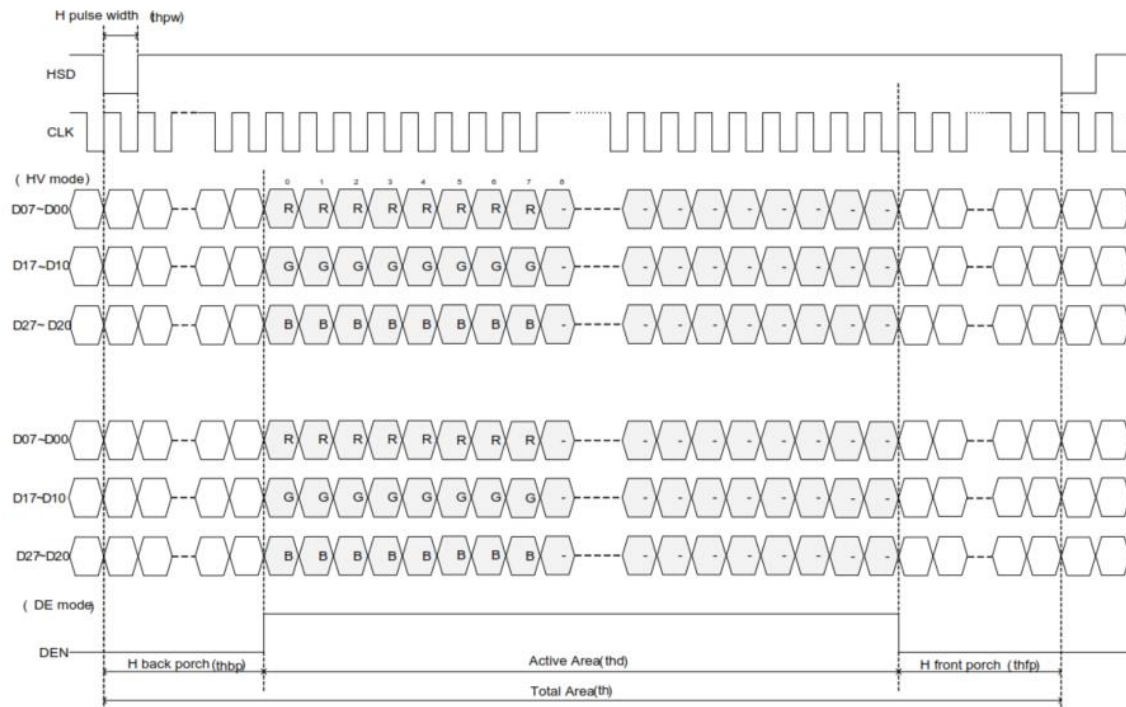 H pulse width (thpw)
HSD
CLK
( HV mode)
0 1 2 3 4 5 6 7 8
D07~D00 R R R R R R R R - - - - - - - - -
D17~D10 G G G G G G G G - - - - - - - - -
D27~D20 B B B B B B B B - - - - - - - - -
D07~D00 R R R R R R R R - - - - - - - - -
D17~D10 G G G G G G G G - - - - - - - - -
D27~D20 B B B B B B B B - - - - - - - - -
( DE mode)
DEN
H back porch (thbp) Active Area(thd) H front porch (thfp)
Total Area(th)